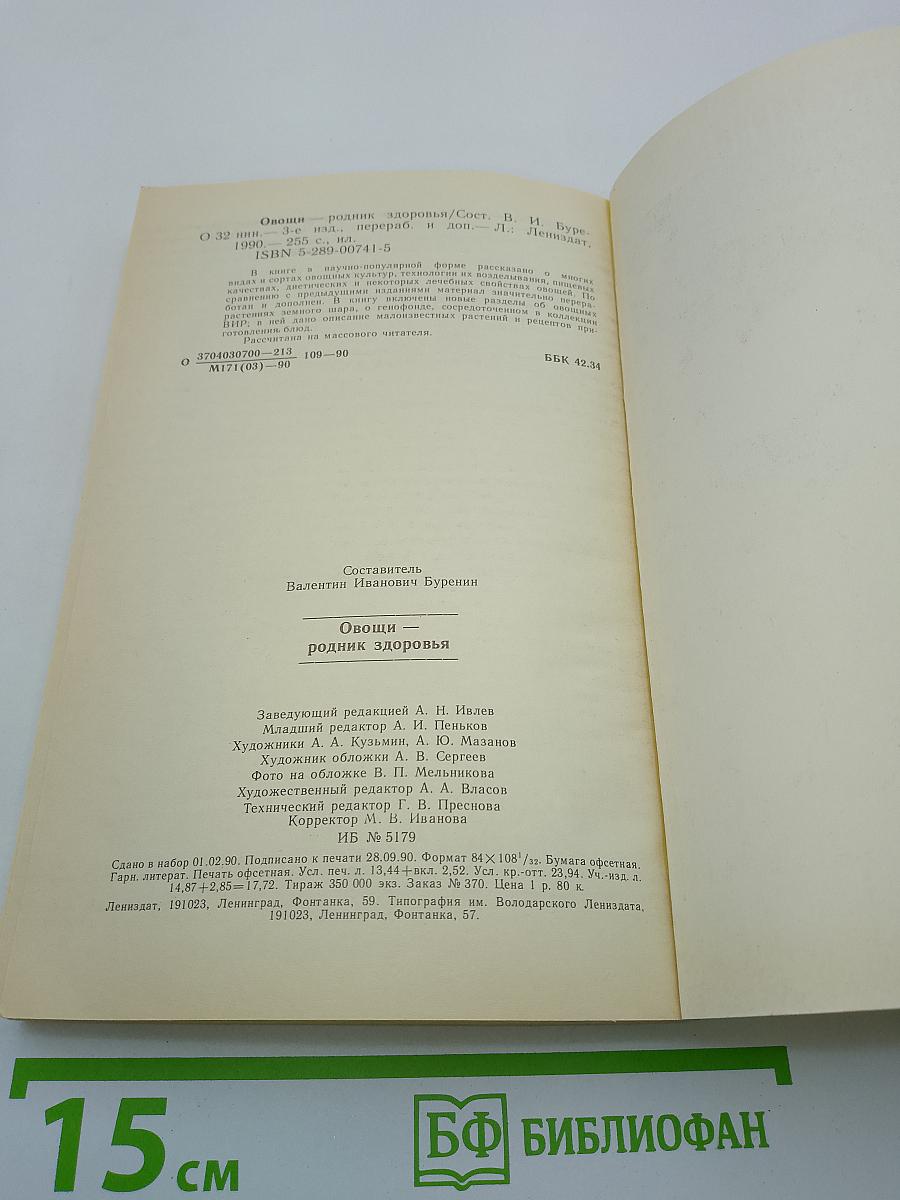 Овощи — родник здоровья/Сост. В. И. Буре-
О 32 нин.— 3-е изд., перераб. и доп.— Л.: Лениздат,
1990.— 255 с., ил.
ISBN 5-289-00741-5
В книге в научно-популярной форме рассказано о многих
видах и сортах овощных культур, технологии их возделывания, пищевых
качествах, диетических и некоторых лечебных свойствах овощей. По
сравнению с предыдущими изданиями материал значительно перера-
ботан и дополнен. В книгу включены новые разделы об овощных
растениях земного шара, о генофонде, сосредоточенном в коллекции
ВИР; в ней дано описание малоизвестных растений и рецептов при-
готовления блюд.
Рассчитана на массового читателя.
О 3704030700—213 109—90
М171(03)—90
ББК 42.34
Составитель
Валентин Иванович Буренин
Овощи —
родник здоровья
Заведующий редакцией А. Н. Ивлев
Младший редактор А. И. Пеньков
Художники А. А. Кузьмин, А. Ю. Мазанов
Художник обложки А. В. Сергеев
Фото на обложке В. П. Мельникова
Художественный редактор А. А. Власов
Технический редактор Г. В. Преснова
Корректор М. В. Иванова
ИБ № 5179
Сдано в набор 01.02.90. Подписано к печати 28.09.90. Формат 84×108¹/₃₂. Бумага офсетная.
Гарн. литерат. Печать офсетная. Усл. печ. л. 13,44+вкл. 2,52. Усл. кр.-отт. 23,94. Уч.-изд. л.
14,87+2,85=17,72. Тираж 350 000 экз. Заказ № 370. Цена 1 р. 80 к.
Лениздат, 191023, Ленинград, Фонтанка, 59. Типография им. Володарского Лениздата,
191023, Ленинград, Фонтанка, 57.
15 см
БФ БИБЛИОФАН